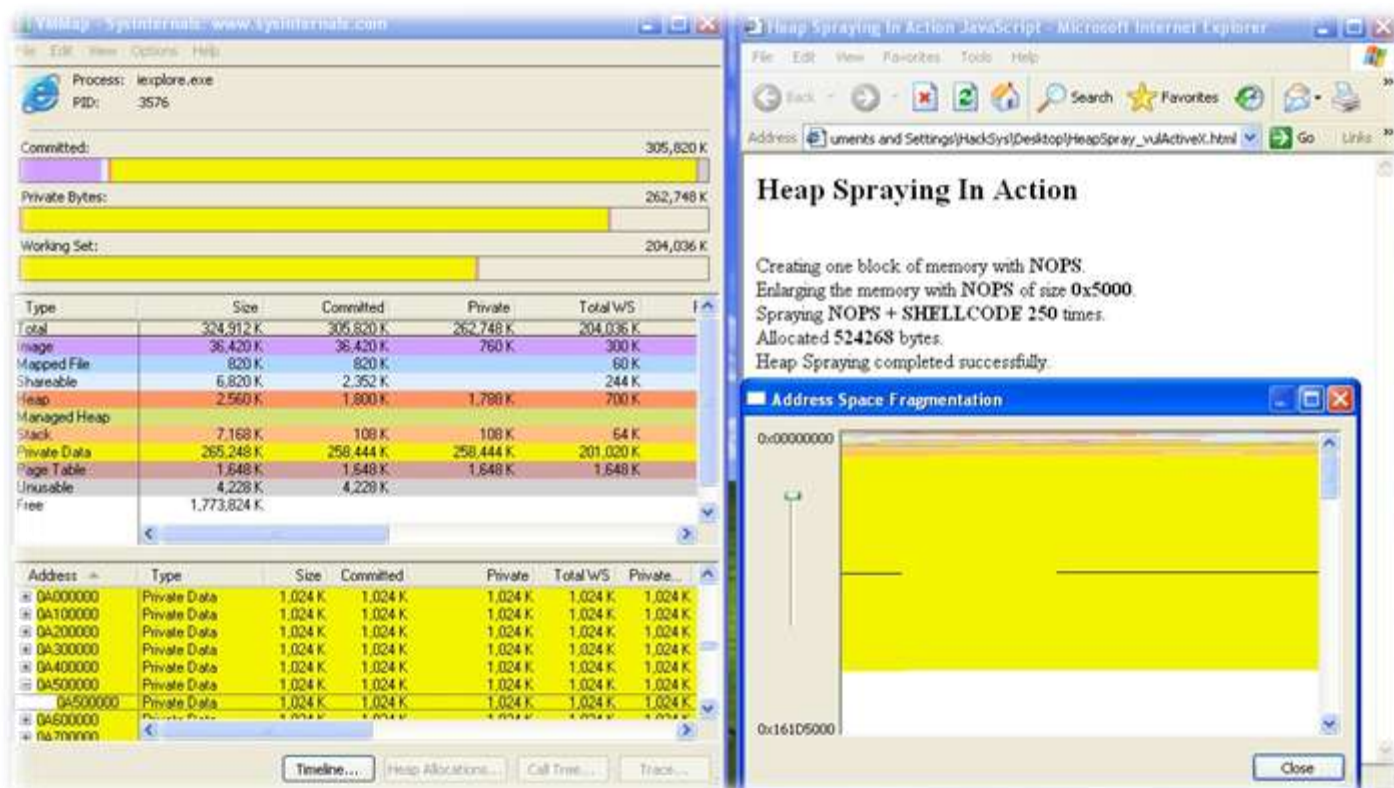 VMMap - Sysinternals: www.sysinternals.com
File Edit View Options Help
Process: iexplore.exe
PID: 3576
Committed: 305,820 K
Private Bytes: 262,748 K
Working Set: 204,036 K
Type Size Committed Private Total WS
Total 324,912 K 305,820 K 262,748 K 204,036 K
Image 36,420 K 36,420 K 760 K 300 K
Mapped File 820 K 820 K 60 K
Shareable 6,820 K 2,352 K 244 K
Heap 2,560 K 1,800 K 1,788 K 700 K
Managed Heap
Stack 7,168 K 108 K 108 K 64 K
Private Data 265,248 K 258,444 K 258,444 K 201,020 K
Page Table 1,648 K 1,648 K 1,648 K 1,648 K
Unusable 4,228 K 4,228 K
Free 1,773,824 K
Address Type Size Committed Private Total WS Private...
0A000000 Private Data 1,024 K 1,024 K 1,024 K 1,024 K 1,024 K
0A100000 Private Data 1,024 K 1,024 K 1,024 K 1,024 K 1,024 K
0A200000 Private Data 1,024 K 1,024 K 1,024 K 1,024 K 1,024 K
0A300000 Private Data 1,024 K 1,024 K 1,024 K 1,024 K 1,024 K
0A400000 Private Data 1,024 K 1,024 K 1,024 K 1,024 K 1,024 K
0A500000 Private Data 1,024 K 1,024 K 1,024 K 1,024 K 1,024 K
0A500000 Private Data 1,024 K 1,024 K 1,024 K 1,024 K 1,024 K
0A600000 Private Data 1,024 K 1,024 K 1,024 K 1,024 K 1,024 K
0A700000
Timeline... Heap Allocations... Call Tree... Trace...
Heap Spraying In Action JavaScript - Microsoft Internet Explorer
File Edit View Favorites Tools Help
Back Search Favorites
Address uments and Settings\HackSys\Desktop\HeapSpray_vulActiveX.html Go Links
Heap Spraying In Action
Creating one block of memory with NOPS.
Enlarging the memory with NOPS of size 0x5000.
Spraying NOPS + SHELLCODE 250 times.
Allocated 524268 bytes.
Heap Spraying completed successfully.
Address Space Fragmentation
0x00000000
0x161D5000
Close